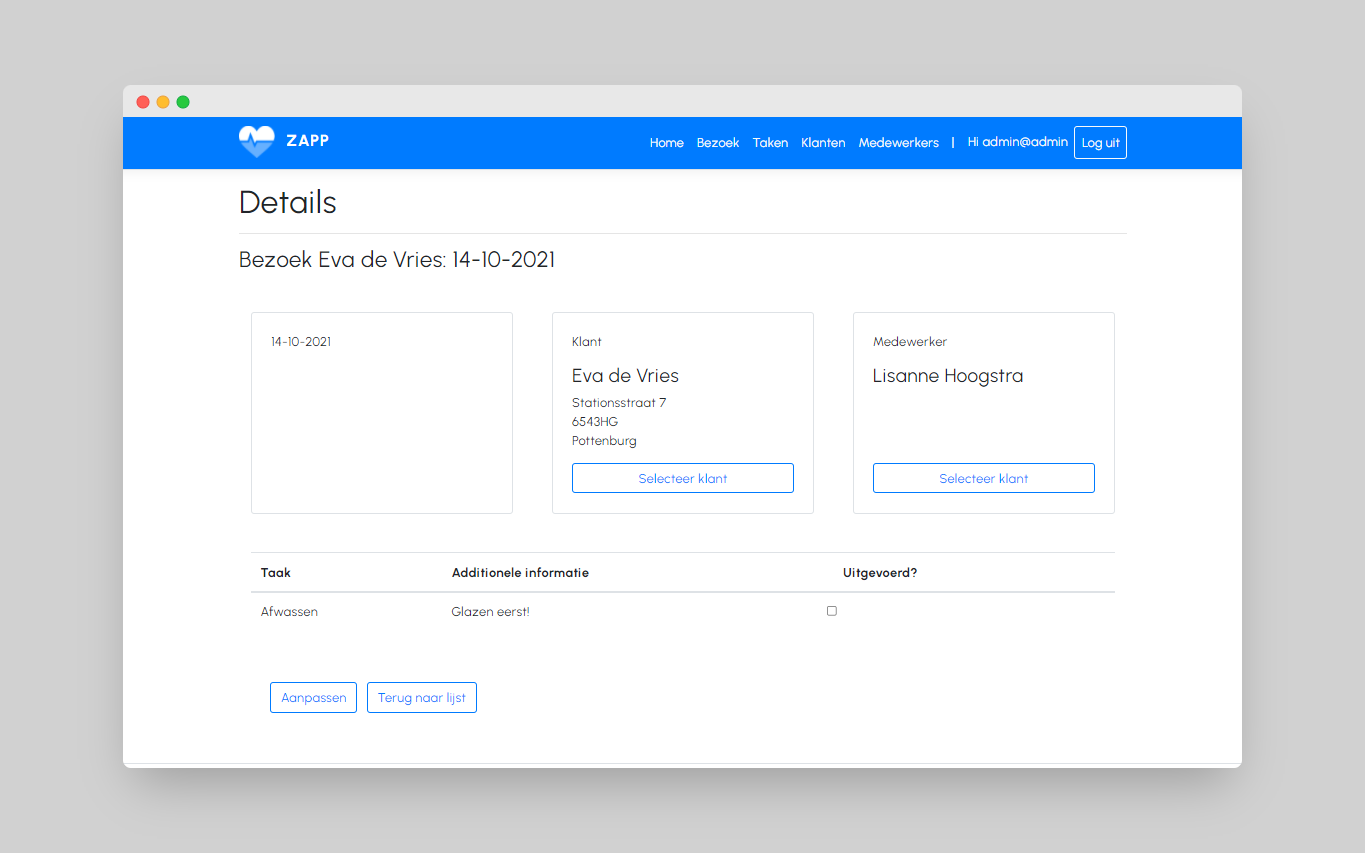 ZAPP
Home Bezoek Taken Klanten Medewerkers | Hi admin@admin Log uit
Details
Bezoek Eva de Vries: 14-10-2021
14-10-2021
Klant
Eva de Vries
Stationsstraat 7
6543HG
Pottenburg
Selecteer klant
Medewerker
Lisanne Hoogstra
Selecteer klant
Taak Additionele informatie Uitgevoerd?
Afwassen Glazen eerst!
Aanpassen Terug naar lijst